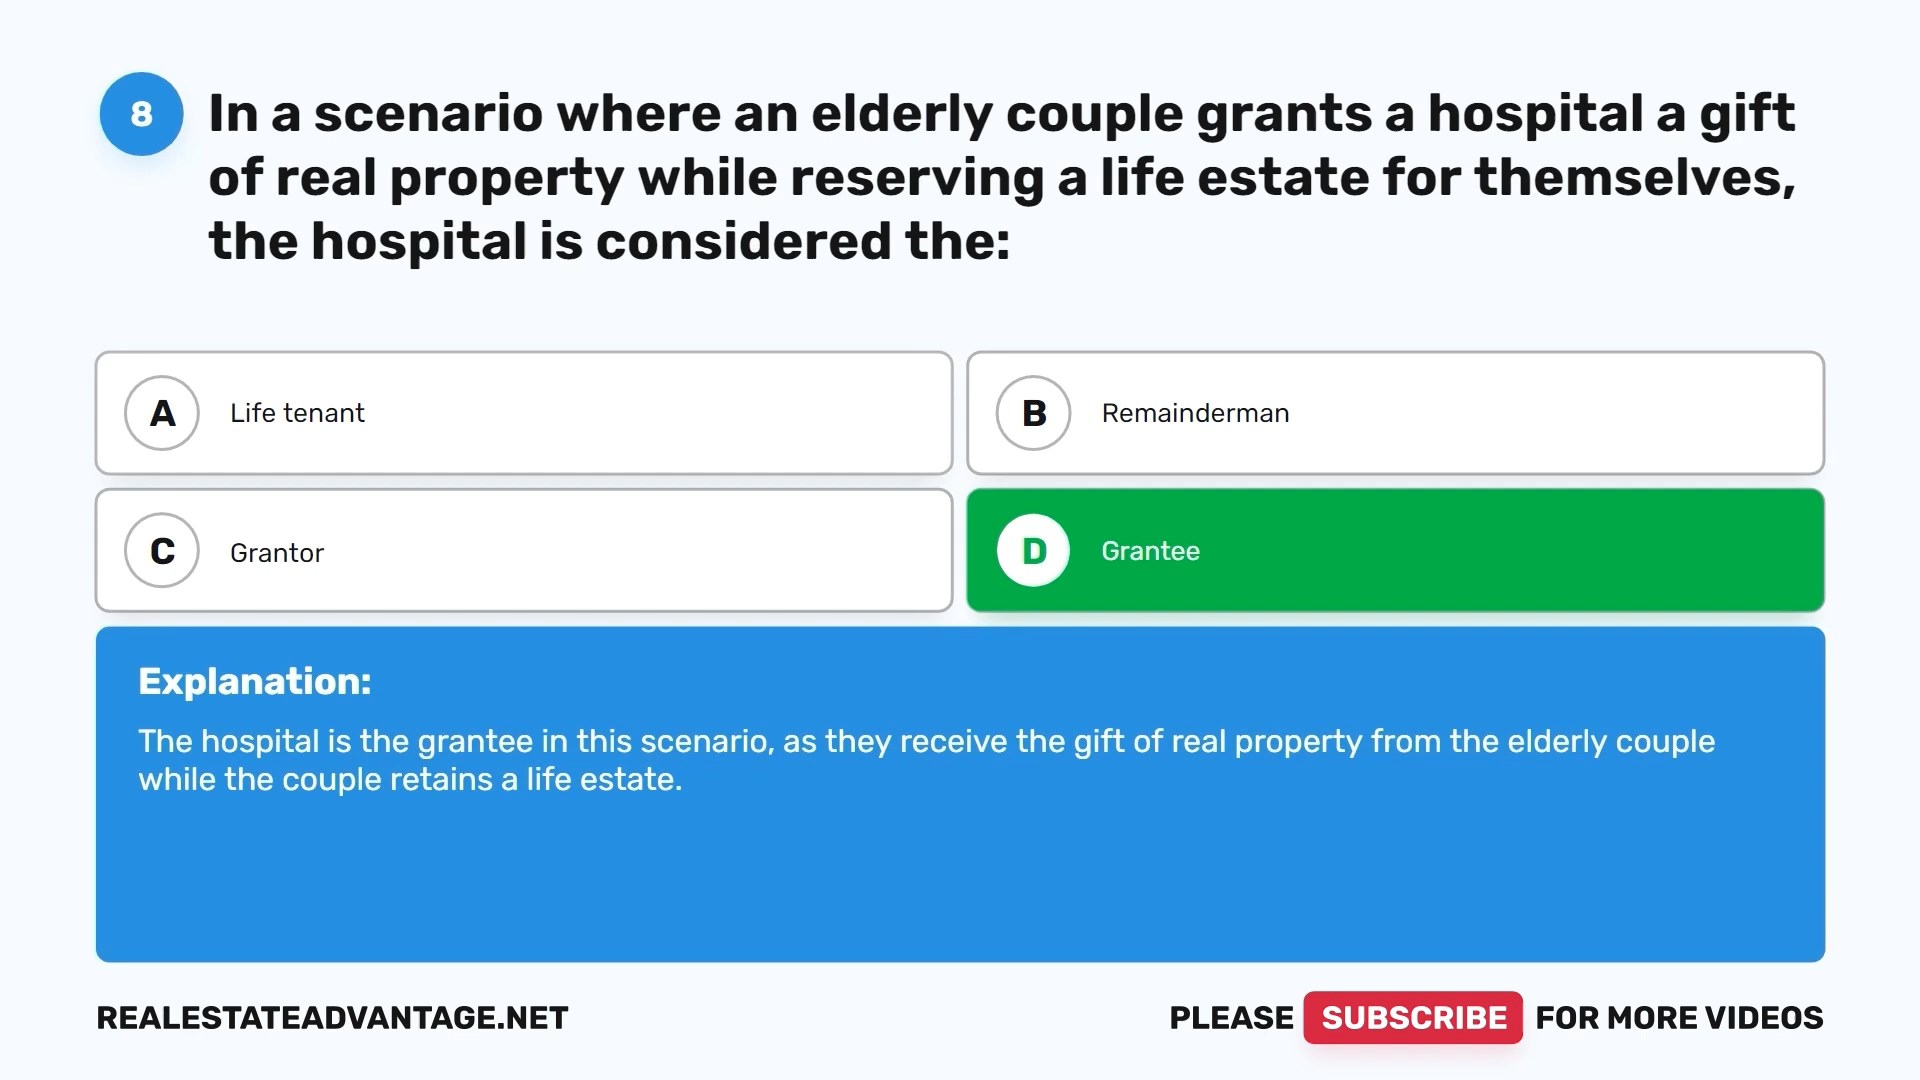 8
In a scenario where an elderly couple grants a hospital a gift
of real property while reserving a life estate for themselves,
the hospital is considered the:
A Life tenant
B Remainderman
C Grantor
D Grantee
Explanation:
The hospital is the grantee in this scenario, as they receive the gift of real property from the elderly couple
while the couple retains a life estate.
REALESTATEADVANTAGE.NET
PLEASE SUBSCRIBE FOR MORE VIDEOS